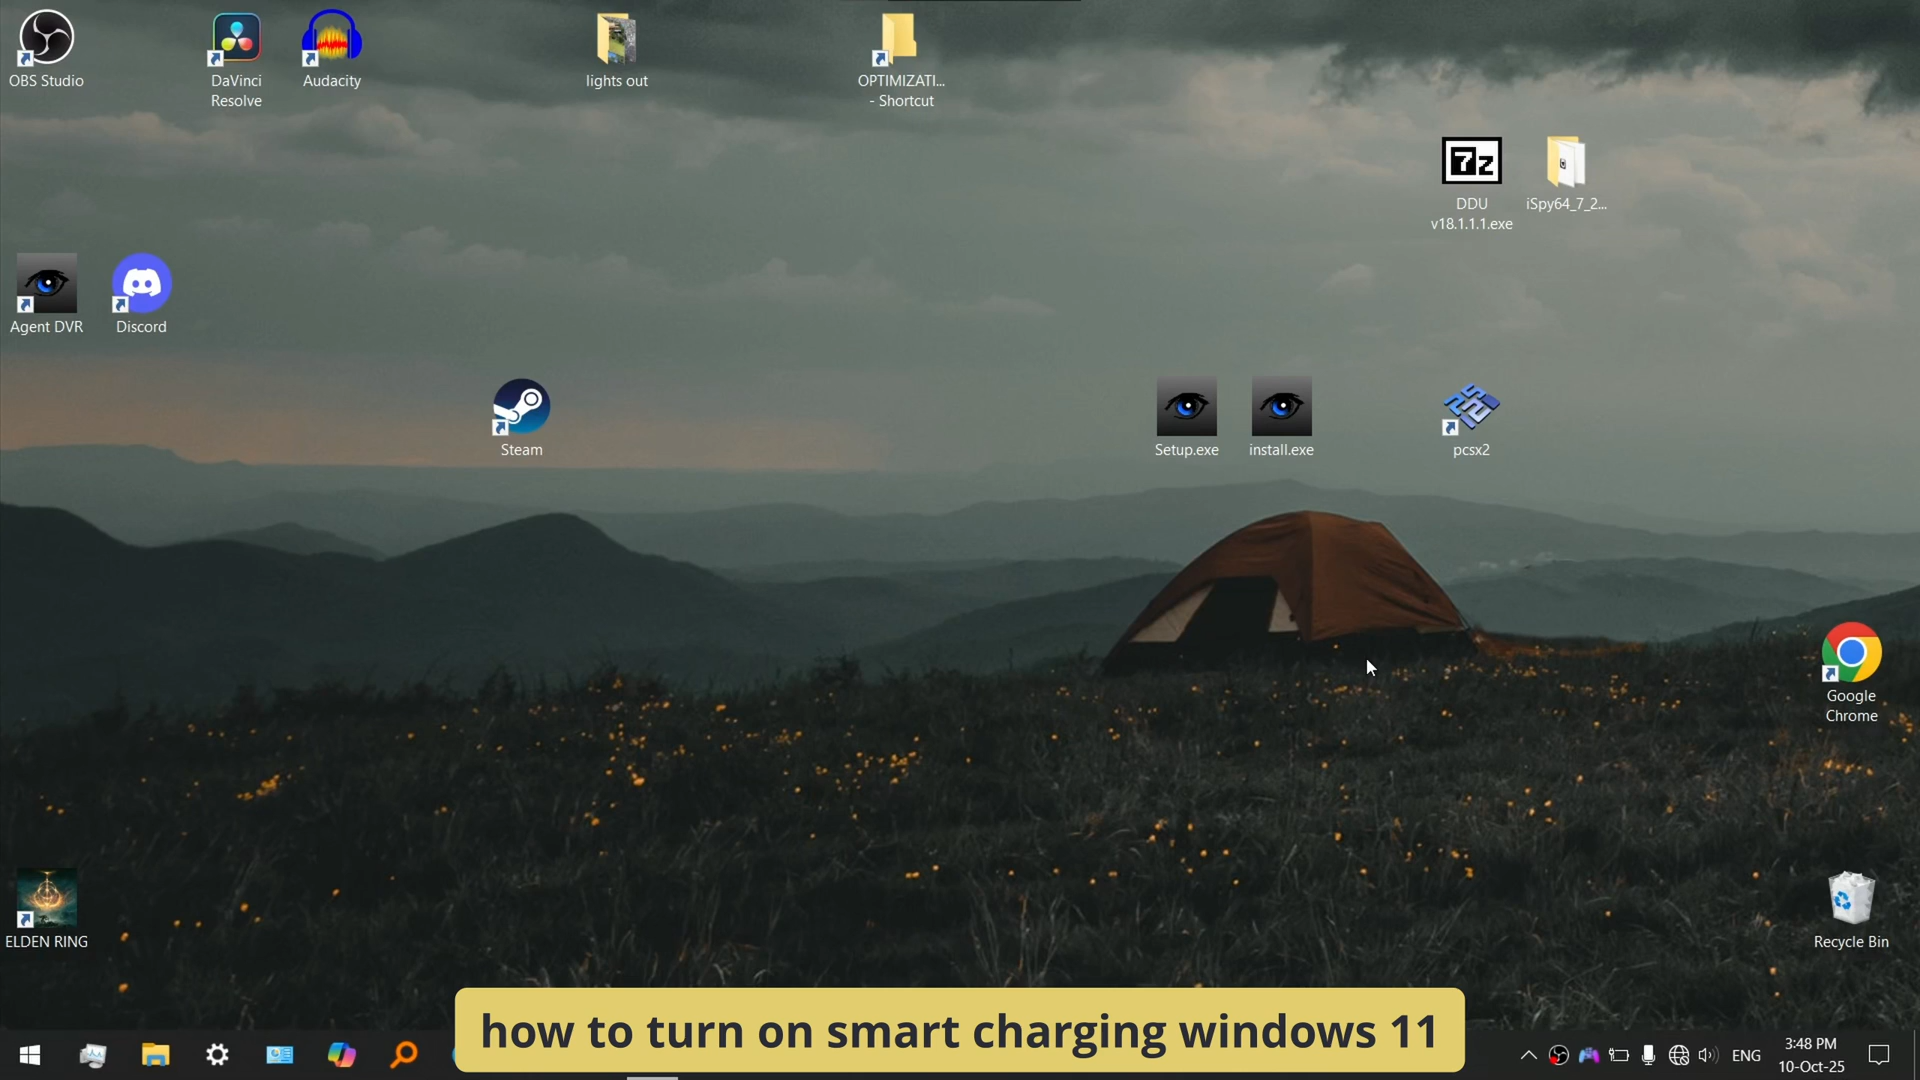 OBS Studio
DaVinci
Resolve
Audacity
lights out
OPTIMIZATI...
- Shortcut
7z
DDU
v18.1.1.1.exe
iSpy64_7_2...
Agent DVR
Discord
Steam
Setup.exe
install.exe
pcsx2
Google
Chrome
ELDEN RING
Recycle Bin
how to turn on smart charging windows 11
ENG
3:48 PM
10-Oct-25